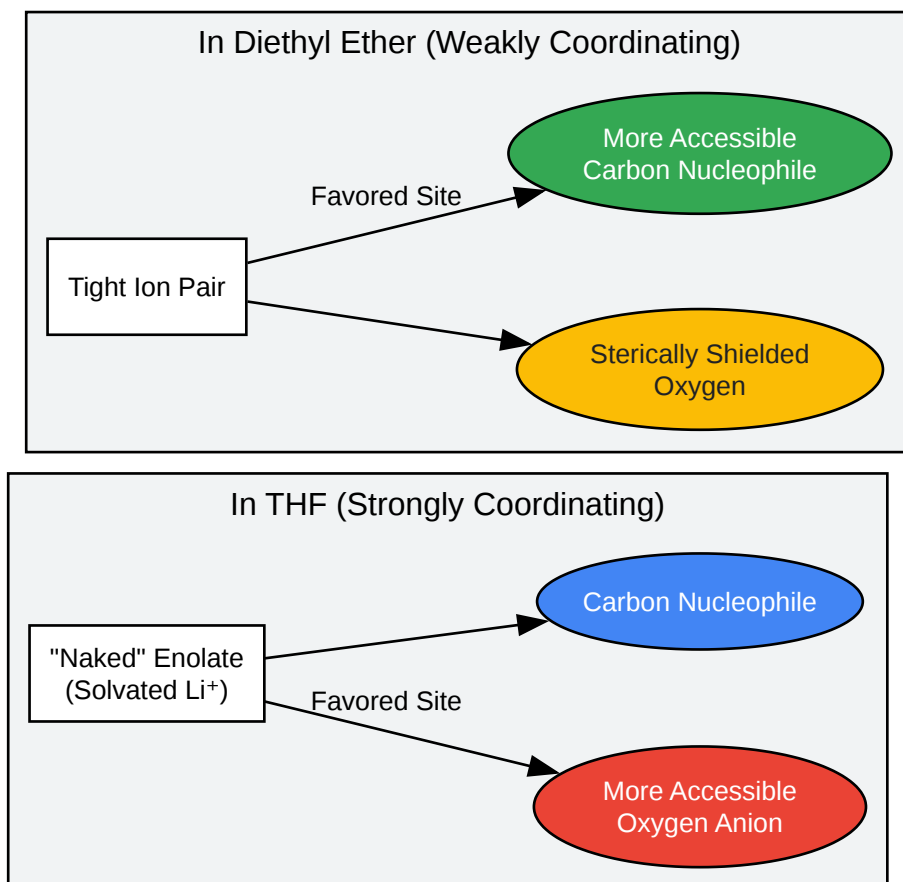 In Diethyl Ether (Weakly Coordinating)
More Accessible
Carbon Nucleophile
Favored Site
Tight Ion Pair
Sterically Shielded
Oxygen
In THF (Strongly Coordinating)
Carbon Nucleophile
"Naked" Enolate
(Solvated Li⁺)
Favored Site
More Accessible
Oxygen Anion